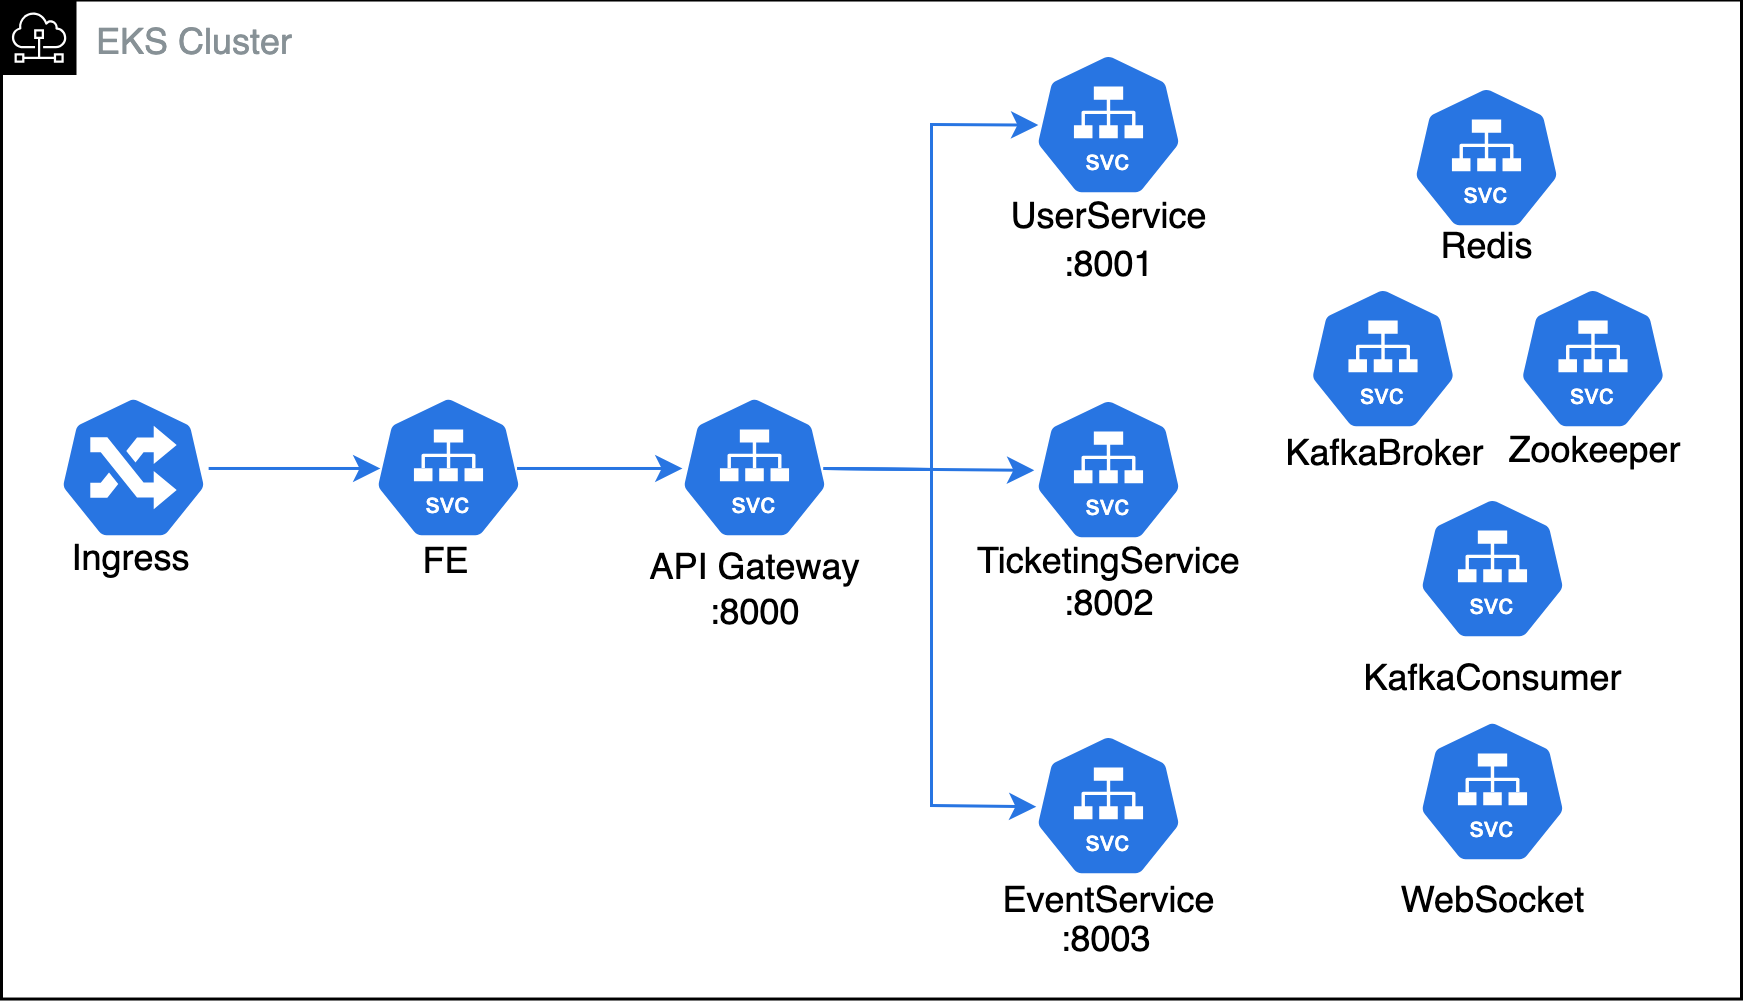 EKS Cluster
SVC
UserService
:8001
SVC
Redis
SVC
KafkaBroker
SVC
Zookeeper
Ingress
SVC
FE
SVC
API Gateway
:8000
SVC
TicketingService
:8002
SVC
KafkaConsumer
SVC
EventService
:8003
SVC
WebSocket